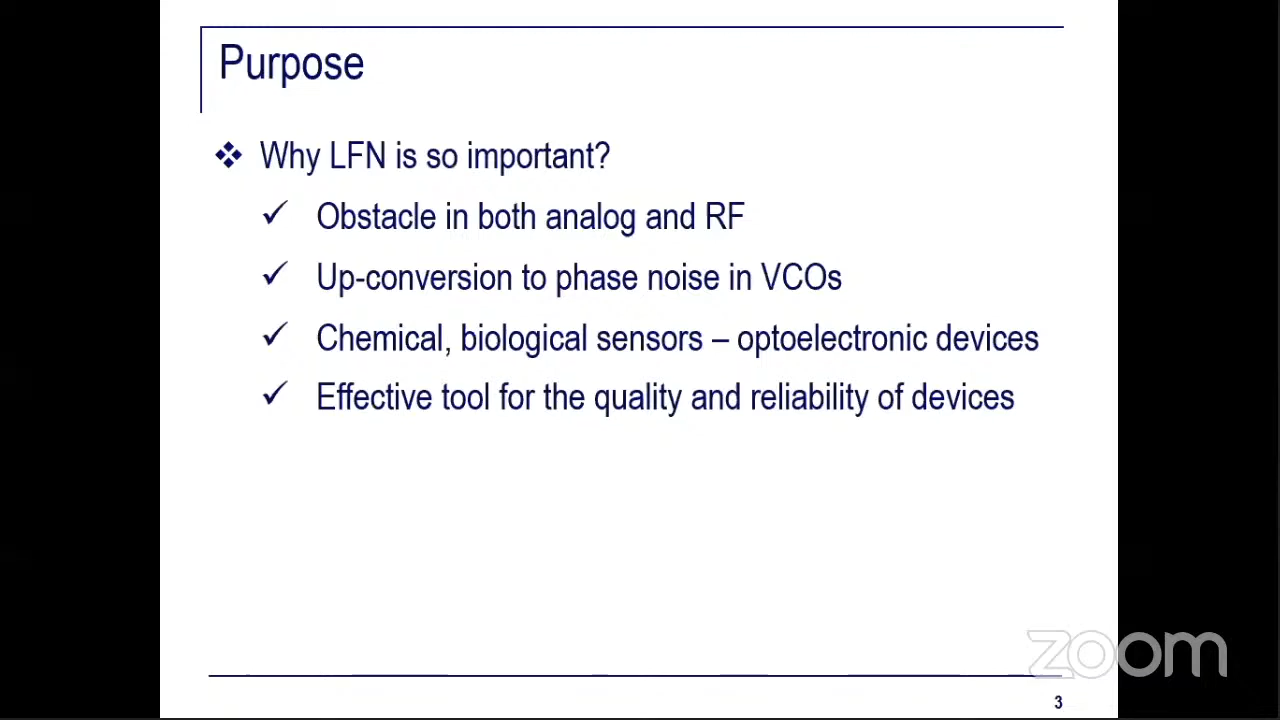 Purpose
Why LFN is so important?
Obstacle in both analog and RF
Up-conversion to phase noise in VCOs
Chemical, biological sensors – optoelectronic devices
Effective tool for the quality and reliability of devices
zoom
3